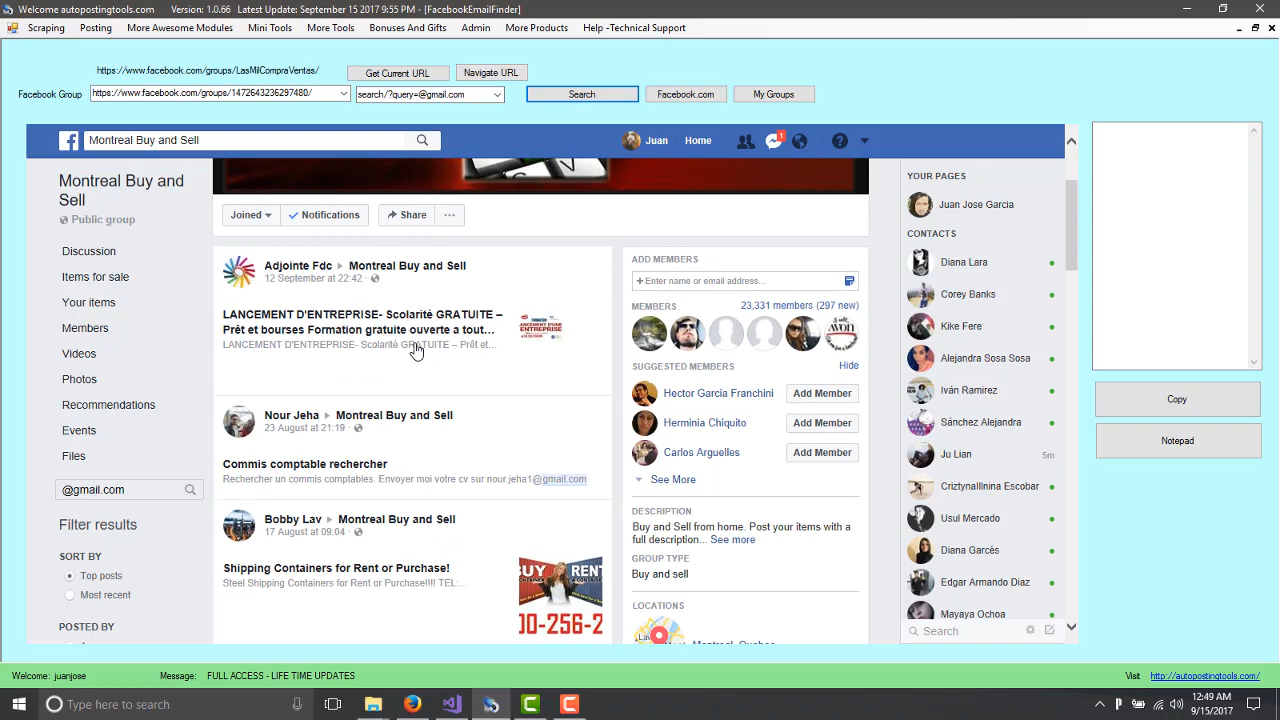 Welcome autopostingtools.com   Version: 1.0.66   Last Update: September 15 2017 9:55 PM - [FacebookEmailFinder]
Scraping   Posting   More Awesome Modules   Mini Tools   More Tools   Bonuses And Gifts   Admin   More Products   Help -Technical Support
https://www.facebook.com/groups/LasMilCompraVentas/   Get Current URL   Navigate URL
Facebook Group   https://www.facebook.com/groups/1472643236297480/   search/?query=@gmail.com   Search   Facebook.com   My Groups
Montreal Buy and Sell   Juan   Home   1
Montreal Buy and
Sell
Public group
Discussion
Items for sale
Your items
Members
Videos
Photos
Recommendations
Events
Files
@gmail.com
Filter results
SORT BY
Top posts
Most recent
POSTED BY
Joined   Notifications   Share
Adjointe Fdc   Montreal Buy and Sell
12 September at 22:42
LANCEMENT D'ENTREPRISE- Scolarité GRATUITE –
Prêt et bourses Formation gratuite ouverte a tout...
LANCEMENT D'ENTREPRISE- Scolarité GRATUITE – Prêt et...
Nour Jeha   Montreal Buy and Sell
23 August at 21:19
Commis comptable rechercher
Rechercher un commis comptables. Envoyer moi votre cv sur nour.jeha1@gmail.com
Bobby Lav   Montreal Buy and Sell
17 August at 09:04
Shipping Containers for Rent or Purchase!
Steel Shipping Containers for Rent or Purchase!!!! TEL:...
BUY   RENT
00-256-2
ADD MEMBERS
+ Enter name or email address...
MEMBERS   23,331 members (297 new)
AVON
SUGGESTED MEMBERS   Hide
Hector Garcia Franchini   Add Member
Herminia Chiquito   Add Member
Carlos Arguelles   Add Member
See More
DESCRIPTION
Buy and Sell from home. Post your items with a
full description... See more
GROUP TYPE
Buy and sell
LOCATIONS
Montreal, Quebec
YOUR PAGES
Juan Jose Garcia
CONTACTS
Diana Lara
Corey Banks
Kike Fere
Alejandra Sosa Sosa
Iván Ramirez
Sánchez Alejandra
Ju Lian   5m
CriztynalInina Escobar
Usul Mercado
Diana Garcés
Edgar Armando Diaz
Mayaya Ochoa
Search
Copy
Notepad
Welcome: juanjose   Message: FULL ACCESS - LIFE TIME UPDATES   Visit   http://autopostingtools.com/
Type here to search   12:49 AM
9/15/2017